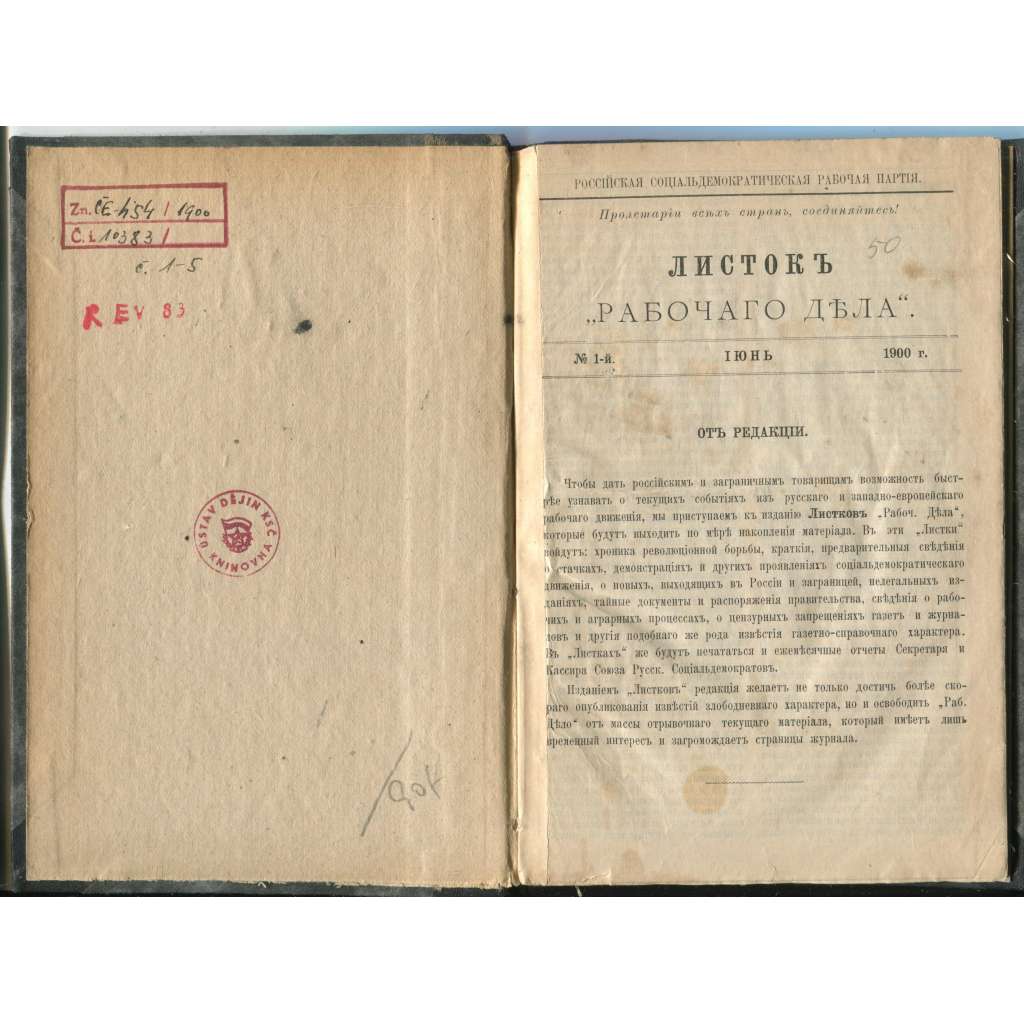 Zn. ČE-h54 / 1900
Č. i. 10383 /
č. 1-5
REV 83
ÚSTAV DĚJIN KSČ
KNIHOVNA
РОССІЙСКАЯ СОЦІАЛЬДЕМОКРАТИЧЕСКАЯ РАБОЧАЯ ПАРТІЯ.
Пролетаріи всѣхъ странъ, соединяйтесь!
50
ЛИСТОКЪ
„РАБОЧАГО ДѢЛА“.
№ 1-й. ІЮНЬ 1900 г.
ОТЪ РЕДАКЦІИ.
Чтобы дать россійскимъ и заграничнымъ товарищамъ возможность быст-
рѣе узнавать о текущихъ событіяхъ изъ русскаго и западно-европейскаго
рабочаго движенія, мы приступаемъ къ изданію Листковъ „Рабоч. Дѣла“,
которые будутъ выходить по мѣрѣ накопленія матеріала. Въ эти „Листки“
войдутъ: хроника революціонной борьбы, краткія, предварительныя свѣдѣнія
о стачкахъ, демонстраціяхъ и другихъ проявленіяхъ соціальдемократическаго
движенія, о новыхъ, выходящихъ въ Россіи и заграницей, нелегальныхъ из-
даніяхъ, тайные документы и распоряженія правительства, свѣдѣнія о рабо-
чихъ и аграрныхъ процессахъ, о цензурныхъ запрещеніяхъ газетъ и журна-
ловъ и другія подобнаго же рода извѣстія газетно-справочнаго характера.
Въ „Листкахъ“ же будутъ печататься и ежемѣсячные отчеты Секретаря и
Кассира Союза Русск. Соціальдемократовъ.
Изданіемъ „Листковъ“ редакція желаетъ не только достичь болѣе ско-
раго опубликованія извѣстій злободневнаго характера, но и освободить „Раб.
Дѣло“ отъ массы отрывочнаго текущаго матеріала, который имѣетъ лишь
временный интересъ и загромождаетъ страницы журнала.